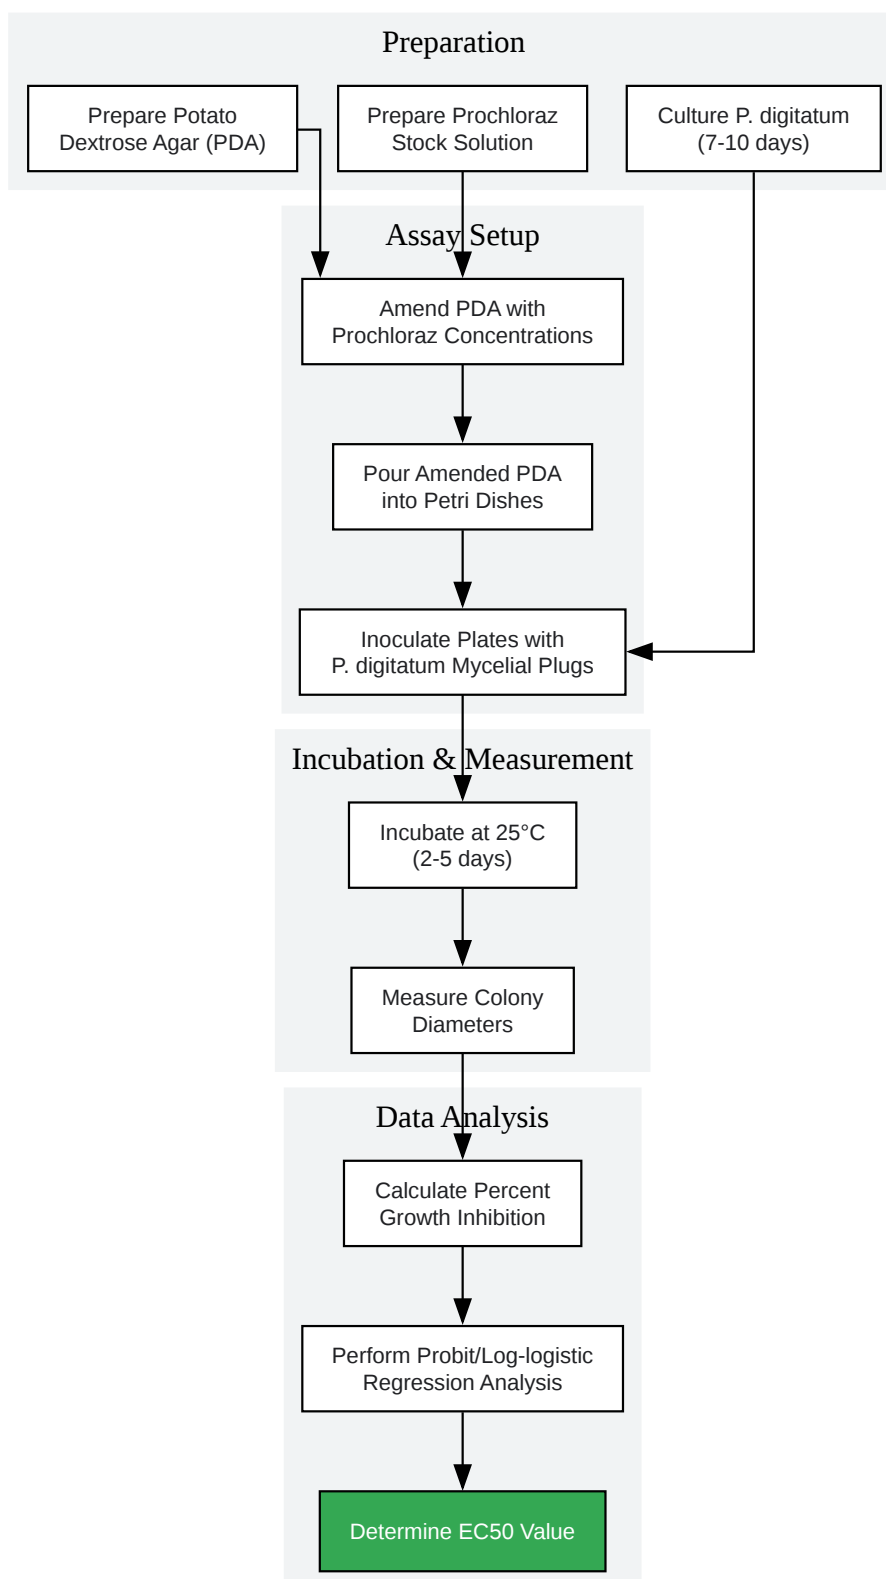 Preparation
Prepare Potato
Dextrose Agar (PDA)
Prepare Prochloraz
Stock Solution
Culture P. digitatum
(7-10 days)
Assay Setup
Amend PDA with
Prochloraz Concentrations
Pour Amended PDA
into Petri Dishes
Inoculate Plates with
P. digitatum Mycelial Plugs
Incubation & Measurement
Incubate at 25°C
(2-5 days)
Measure Colony
Diameters
Data Analysis
Calculate Percent
Growth Inhibition
Perform Probit/Log-logistic
Regression Analysis
Determine EC50 Value